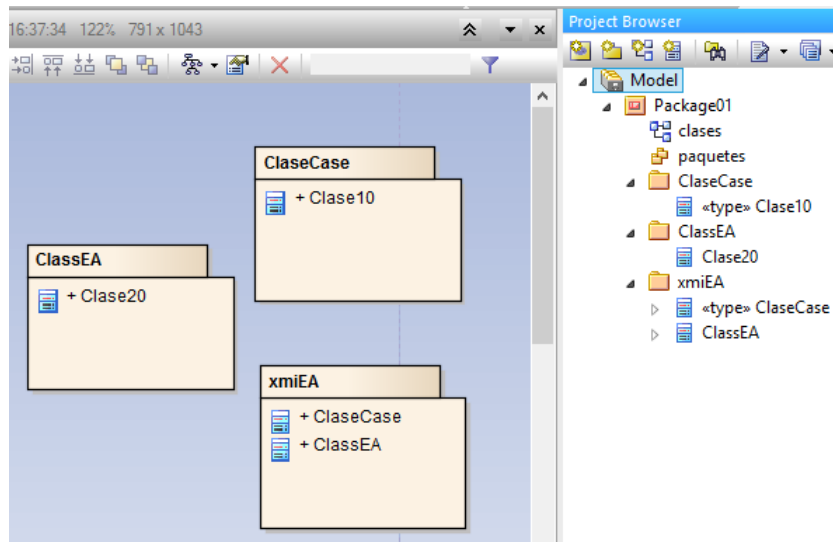 16:37:34 122% 791 x 1043
ClaseCase
+ Clase10
ClassEA
+ Clase20
xmiEA
+ ClaseCase
+ ClassEA
Project Browser
Model
Package01
clases
paquetes
ClaseCase
«type» Clase10
ClassEA
Clase20
xmiEA
«type» ClaseCase
ClassEA